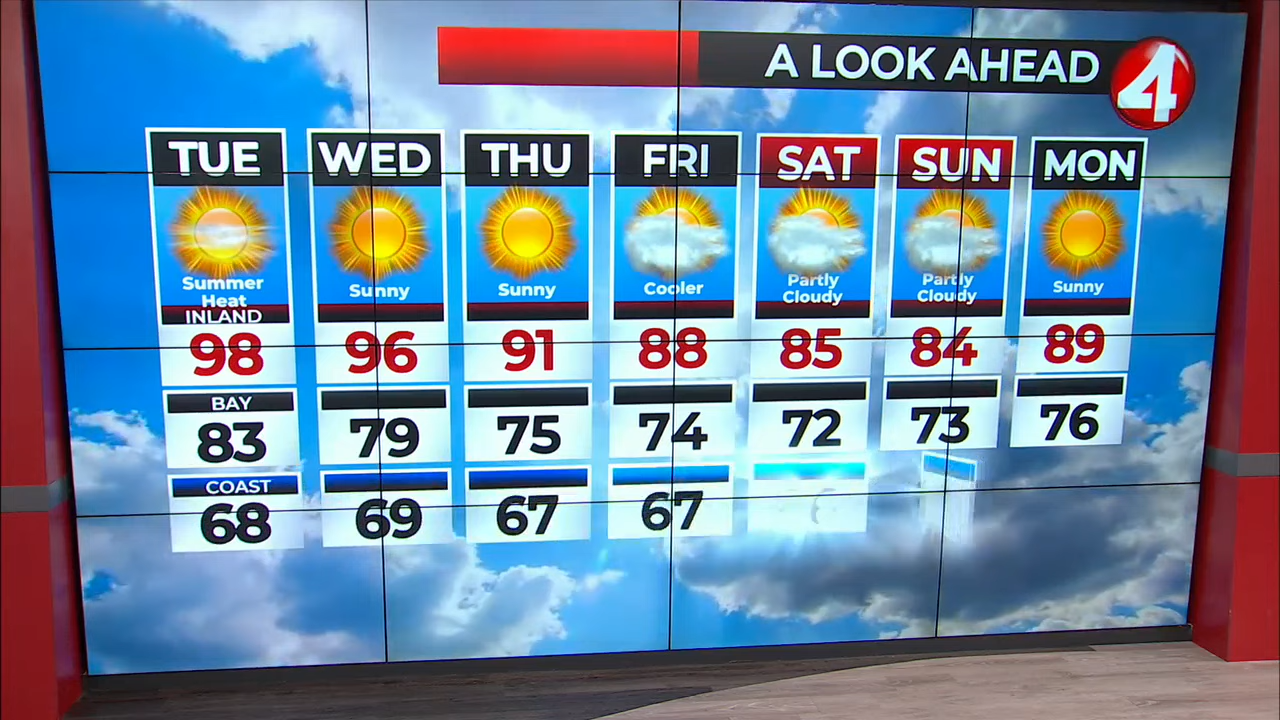 A LOOK AHEAD
4
TUE WED THU FRI SAT SUN MON
Summer Heat Sunny Sunny Cooler Partly Cloudy Partly Cloudy Sunny
INLAND
98 96 91 88 85 84 89
BAY
83 79 75 74 72 73 76
COAST
68 69 67 67